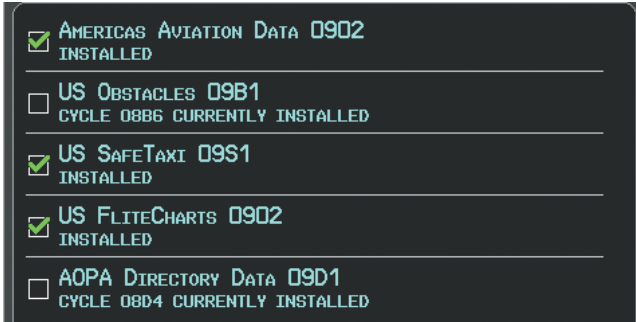 AMERICAS AVIATION DATA 0902
INSTALLED
US OBSTACLES 09B1
CYCLE 08B6 CURRENTLY INSTALLED
US SAFETAXI 09S1
INSTALLED
US FLITECHARTS 0902
INSTALLED
AOPA DIRECTORY DATA 09D1
CYCLE 08D4 CURRENTLY INSTALLED